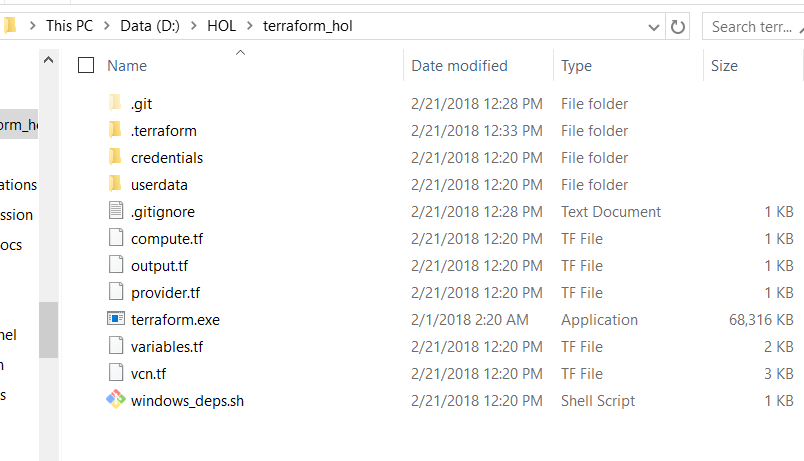 This PC > Data (D:) > HOL > terraform_hol Search terr...
Name Date modified Type Size
.git 2/21/2018 12:28 PM File folder
.terraform 2/21/2018 12:33 PM File folder
orm_h credentials 2/21/2018 12:20 PM File folder
ations userdata 2/21/2018 12:20 PM File folder
ssion .gitignore 2/21/2018 12:28 PM Text Document 1 KB
ocs compute.tf 2/21/2018 12:20 PM TF File 1 KB
output.tf 2/21/2018 12:20 PM TF File 1 KB
provider.tf 2/21/2018 12:20 PM TF File 1 KB
terraform.exe 2/1/2018 2:20 AM Application 68,316 KB
nel variables.tf 2/21/2018 12:20 PM TF File 2 KB
vcn.tf 2/21/2018 12:20 PM TF File 3 KB
s windows_deps.sh 2/21/2018 12:20 PM Shell Script 1 KB